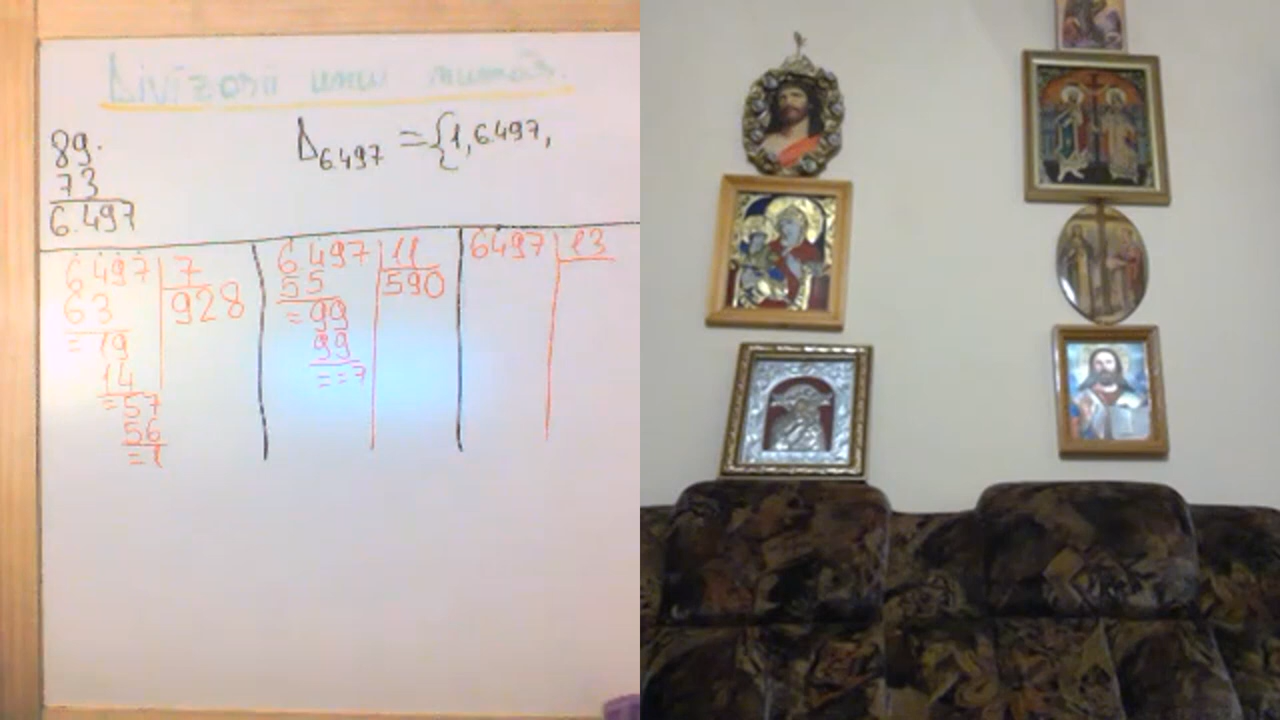 Divizorii unui număr.
89.
73
6.497
Δ6.497 = {1, 6.497,
6497 | 7
63 | 928
= 19
14
= 57
56
= 1
6497 | 11
55 | 590
= 99
99
= = 7
6497 | 13